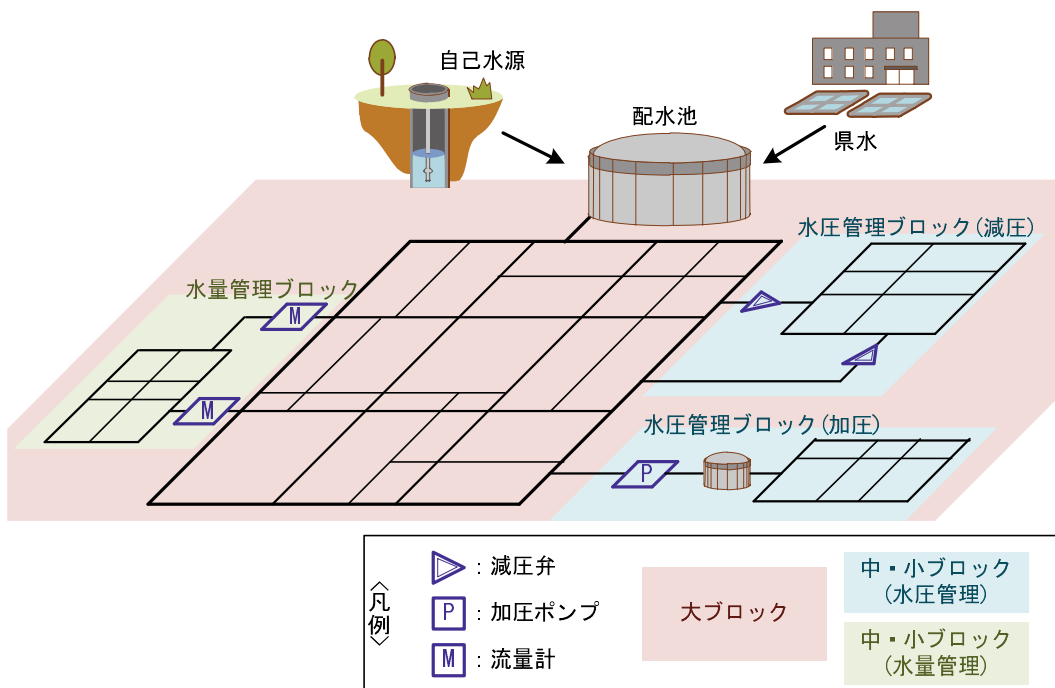 自己水源
配水池
県水
水圧管理ブロック(減圧)
水量管理ブロック
M
M
水圧管理ブロック(加圧)
P
〈凡例〉
:減圧弁
P:加圧ポンプ
M:流量計
大ブロック
中・小ブロック
(水圧管理)
中・小ブロック
(水量管理)